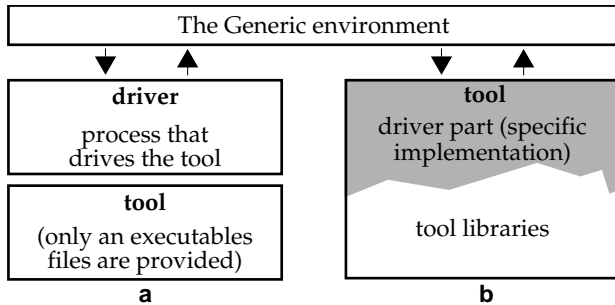 The Generic environment
driver
process that
drives the tool
tool
(only an executables
files are provided)
a
tool
driver part (specific
implementation)
tool libraries
b